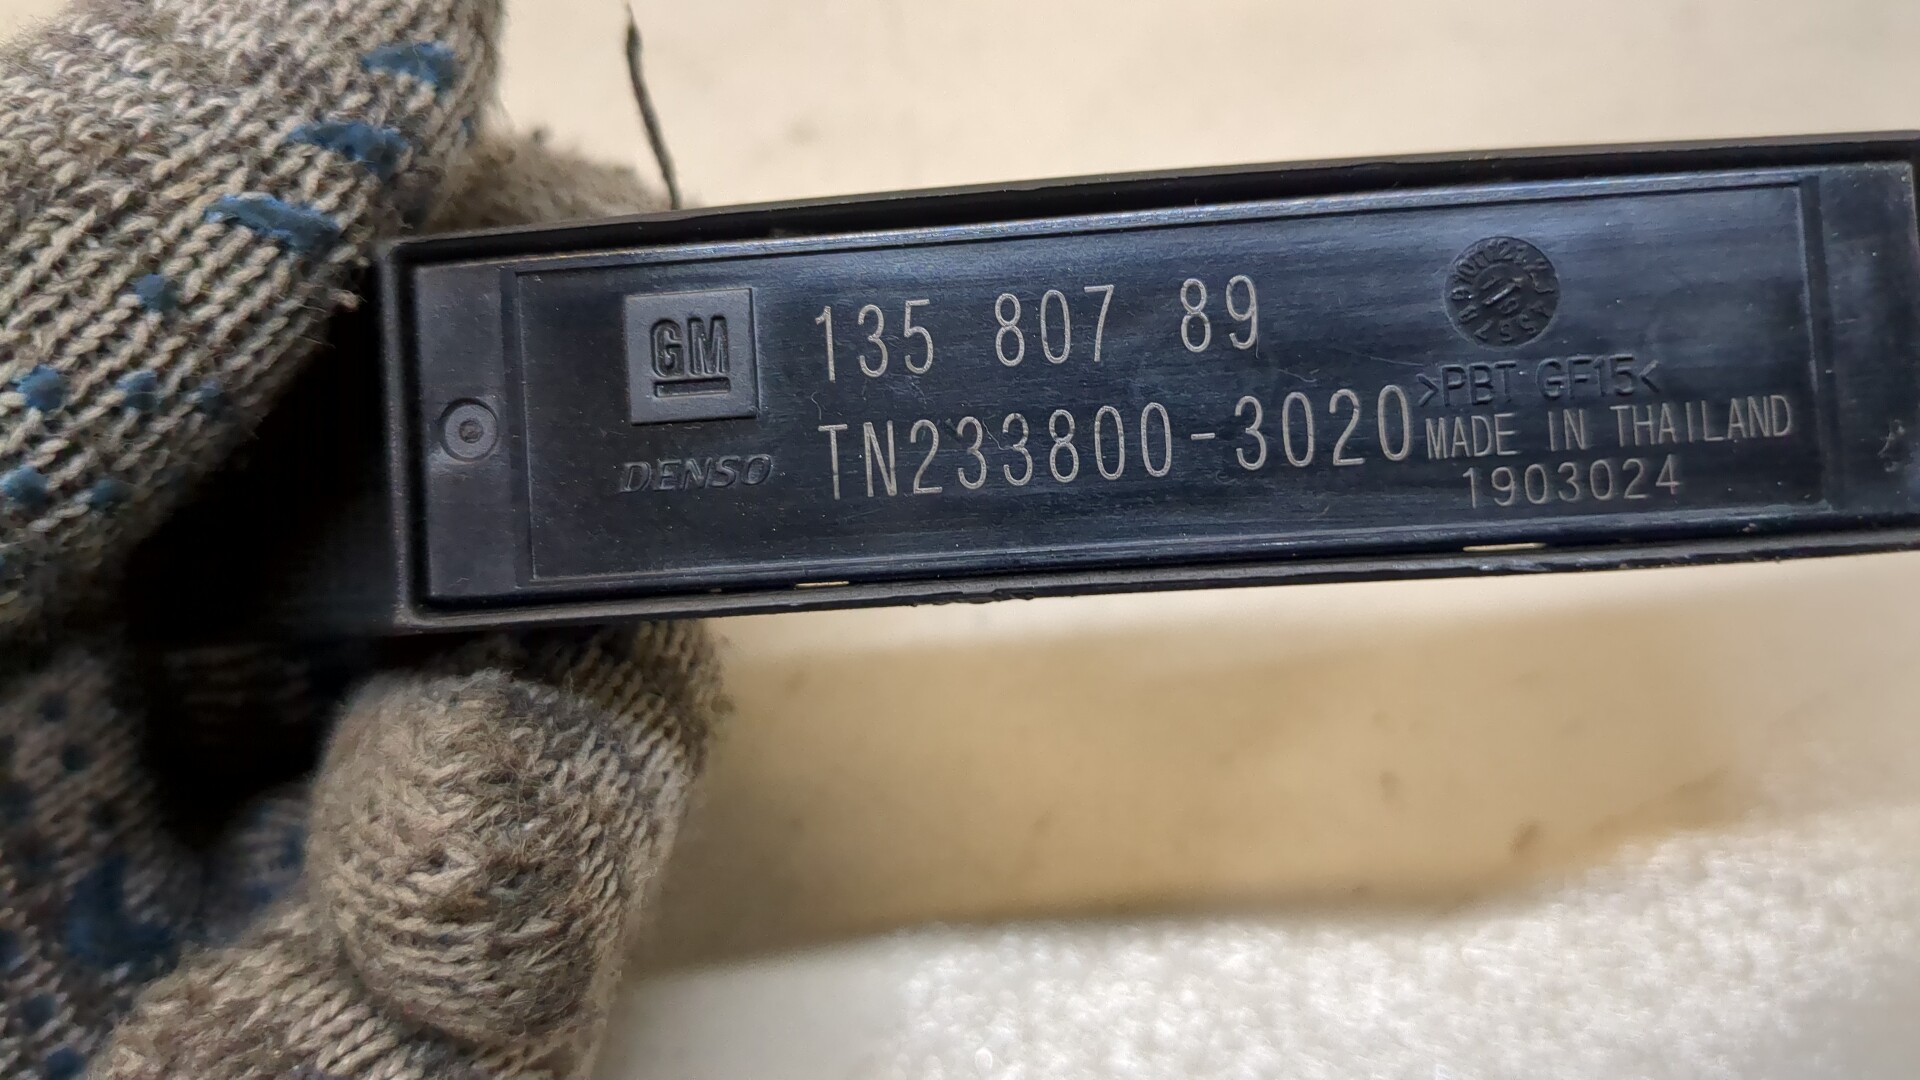 GM
135 807 89
TN233800-3020
DENSO
>PBT GF15<
MADE IN THAILAND
1903024